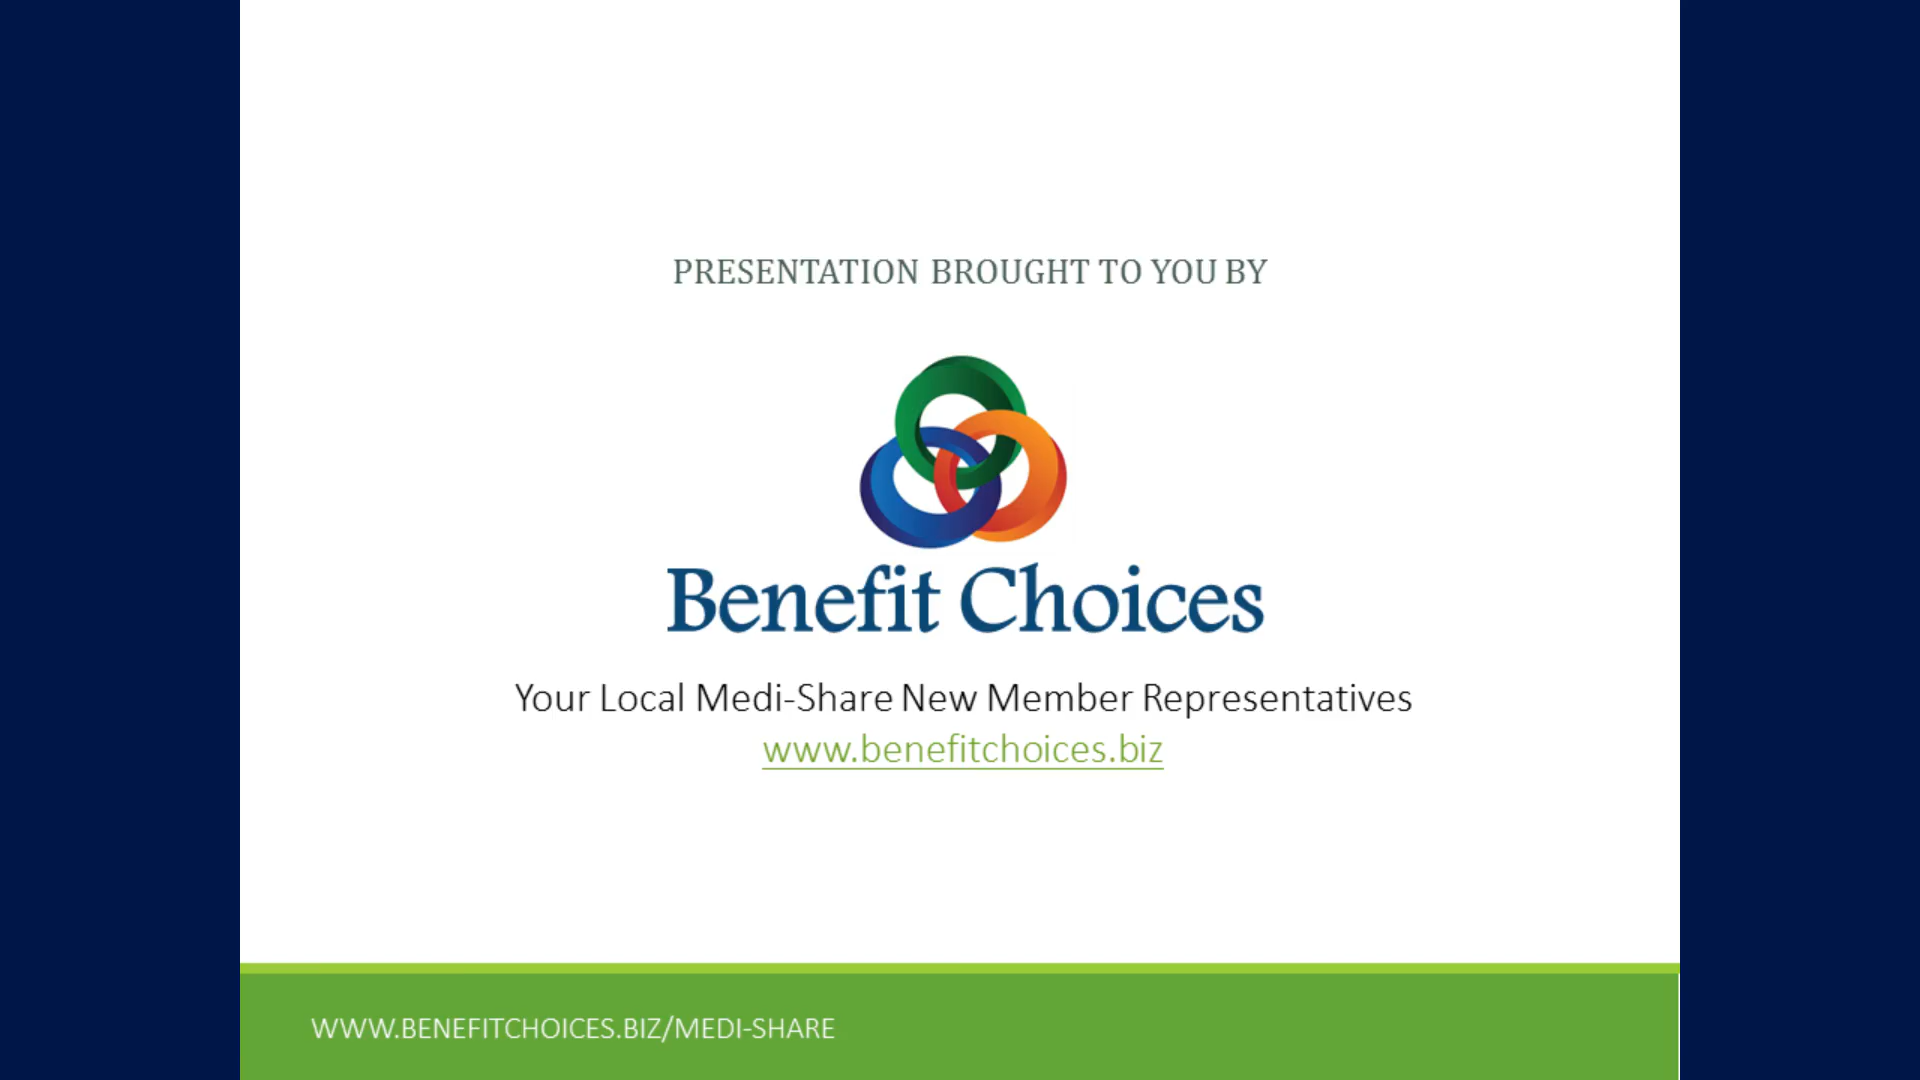 PRESENTATION BROUGHT TO YOU BY
Benefit Choices
Your Local Medi-Share New Member Representatives
www.benefitchoices.biz
WWW.BENEFITCHOICES.BIZ/MEDI-SHARE